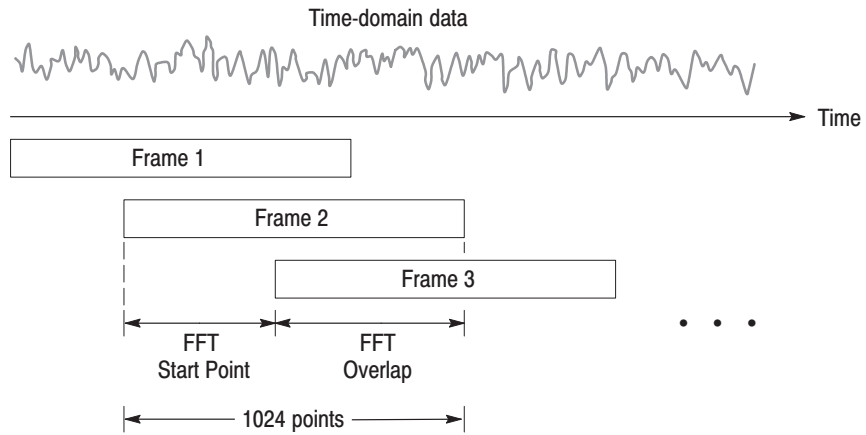 Time-domain data
Time
Frame 1
Frame 2
Frame 3
FFT
Start Point
FFT
Overlap
1024 points